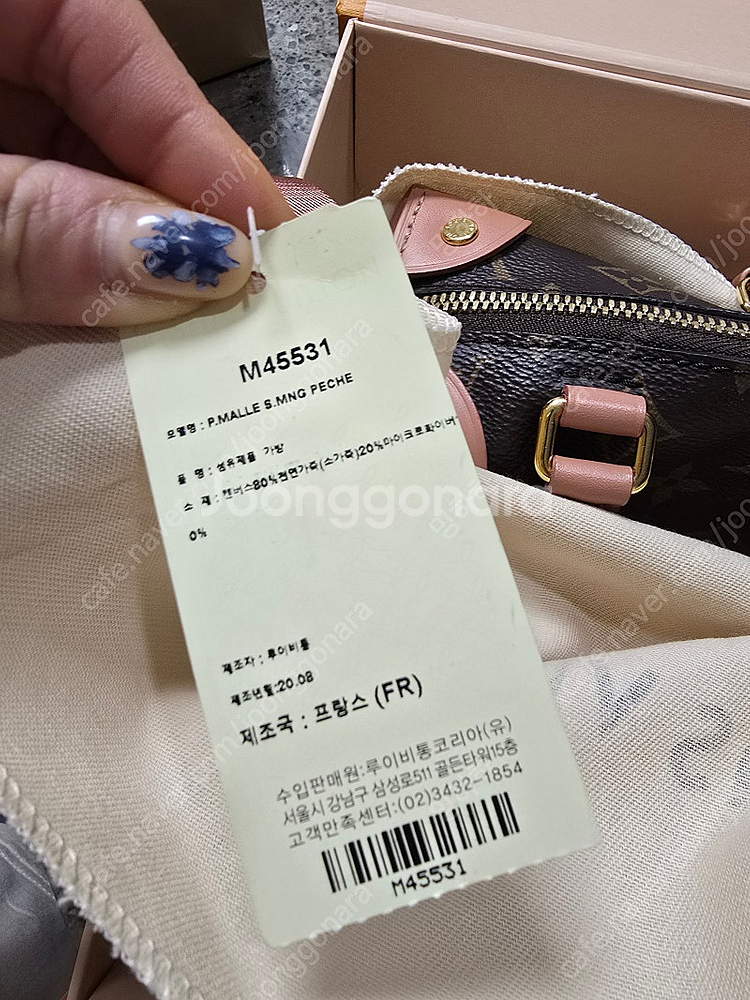 M45531
모델명 : P.MALLE S.MNG PECHE
품 명 : 섬유제품 가방
소 재 : 캔버스80%천연가죽(소가죽)20%마이크로화이버
0%
제조자 : 루이비통
제조년월:20.08
제조국 : 프랑스 (FR)
수입판매원:루이비통코리아(유)
서울시 강남구 삼성로511 골든타워15층
고객만족센터:(02)3432-1854
M45531
Joonggonara
cafe.naver.com/joonggonara